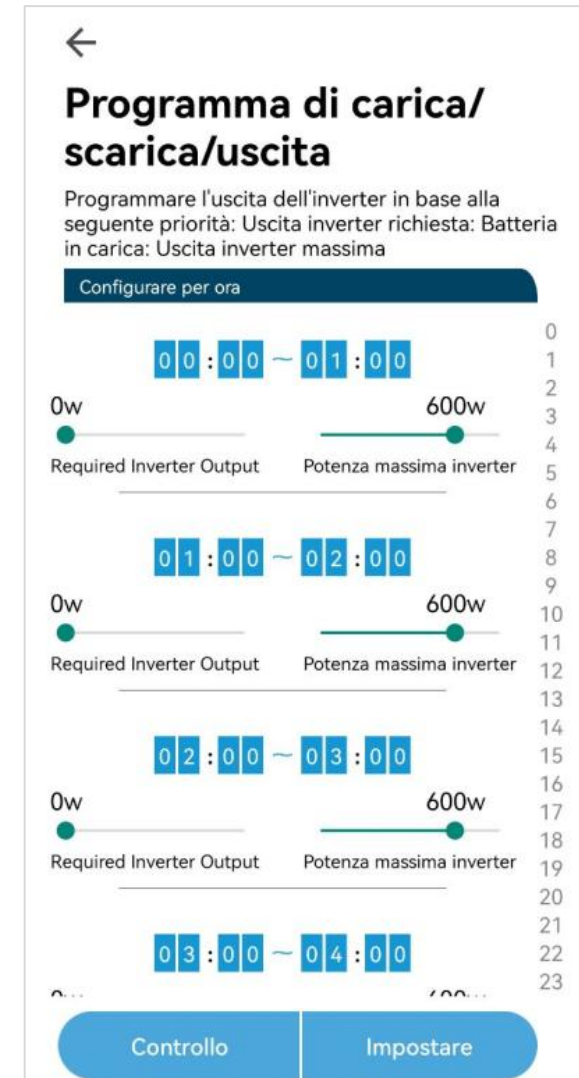 Programma di carica/
scarica/uscita
Programmare l'uscita dell'inverter in base alla
seguente priorità: Uscita inverter richiesta: Batteria
in carica: Uscita inverter massima
Configurare per ora
00:00 ~ 01:00
0w 600w
Required Inverter Output Potenza massima inverter
01:00 ~ 02:00
0w 600w
Required Inverter Output Potenza massima inverter
02:00 ~ 03:00
0w 600w
Required Inverter Output Potenza massima inverter
03:00 ~ 04:00
0
1
2
3
4
5
6
7
8
9
10
11
12
13
14
15
16
17
18
19
20
21
22
23
Controllo Impostare